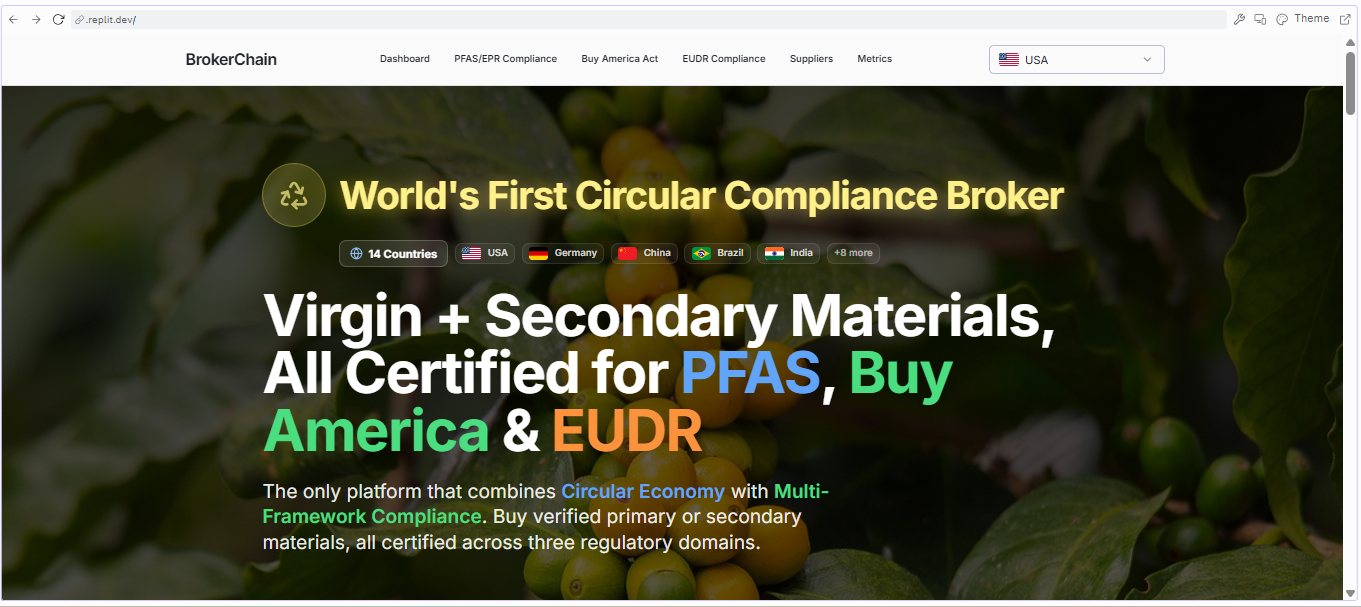 .replit.dev/
Theme
BrokerChain
Dashboard
PFAS/EPR Compliance
Buy America Act
EUDR Compliance
Suppliers
Metrics
USA
World's First Circular Compliance Broker
14 Countries
USA
Germany
China
Brazil
India
+8 more
Virgin + Secondary Materials,
All Certified for PFAS, Buy
America & EUDR
The only platform that combines Circular Economy with Multi-
Framework Compliance. Buy verified primary or secondary
materials, all certified across three regulatory domains.